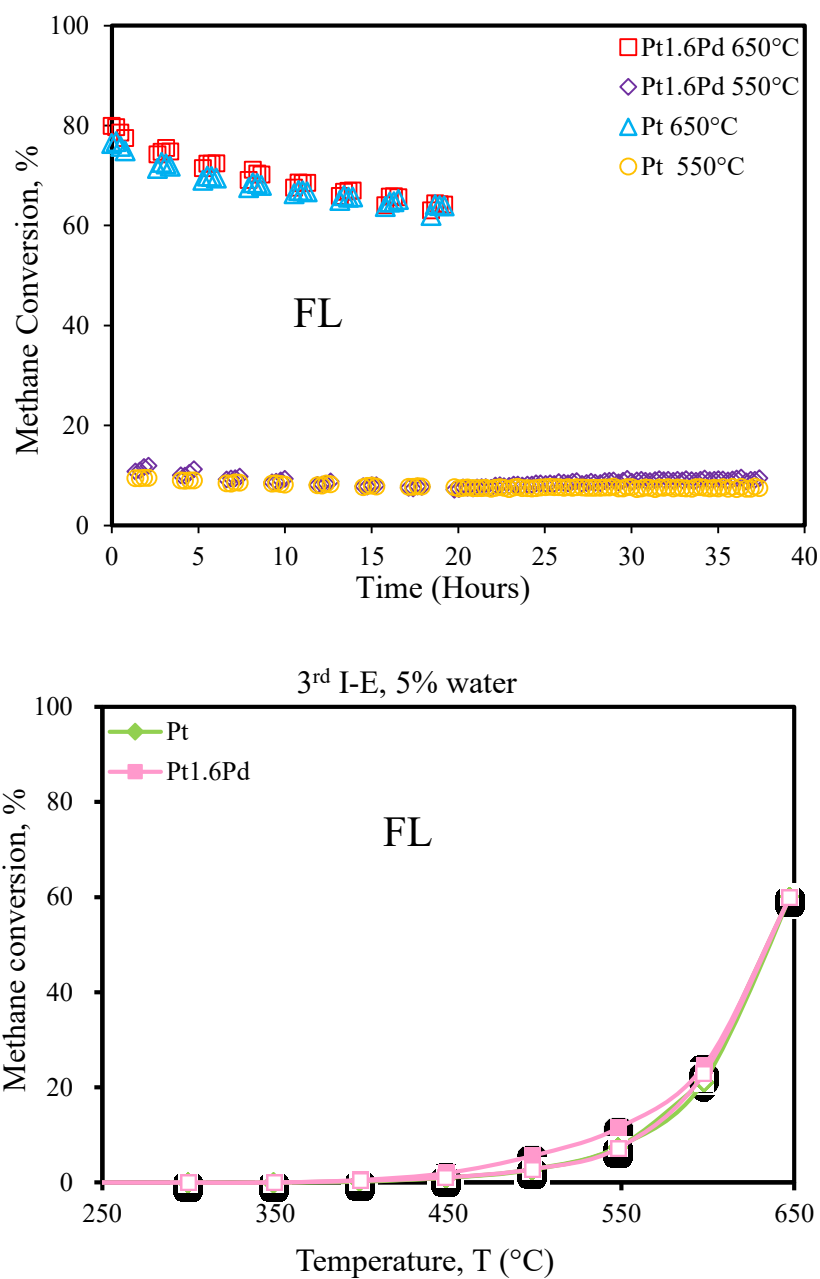 100
80
60
40
20
0
Methane Conversion, %
Pt1.6Pd 650°C
Pt1.6Pd 550°C
Pt 650°C
Pt 550°C
FL
0 5 10 15 20 25 30 35 40
Time (Hours)
3rd I-E, 5% water
100
80
60
40
20
0
Methane conversion, %
Pt
Pt1.6Pd
FL
250 350 450 550 650
Temperature, T (°C)